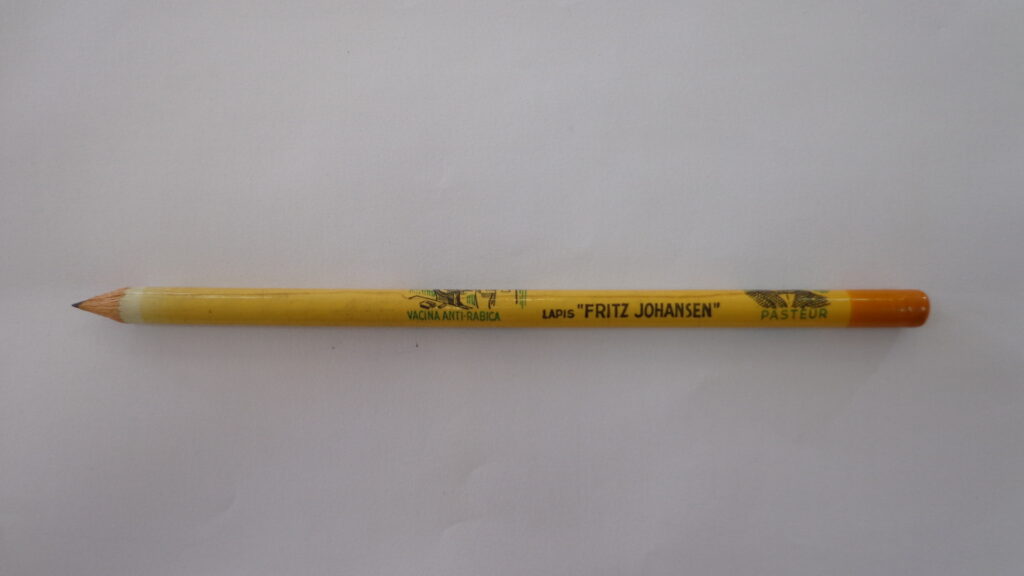 VACINA ANTI-RABICA
LAPIS "FRITZ JOHANSEN"
PASTEUR